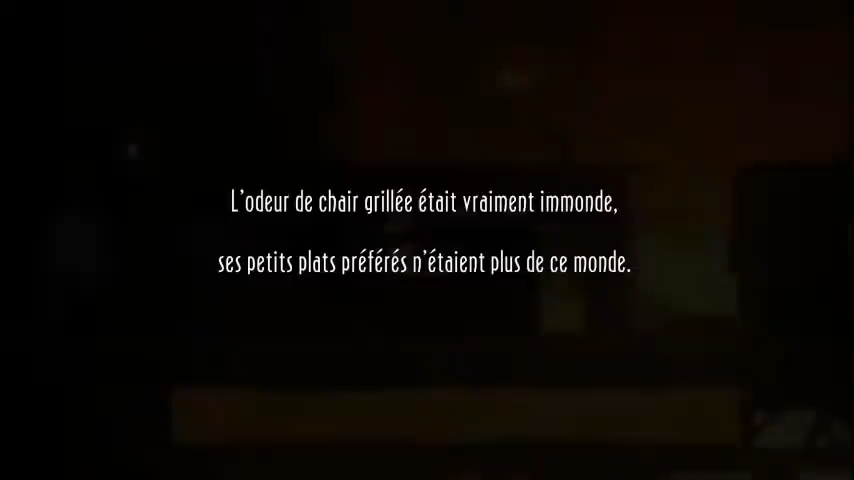 L'odeur de chair grillée était vraiment immonde,
ses petits plats préférés n'étaient plus de ce monde.